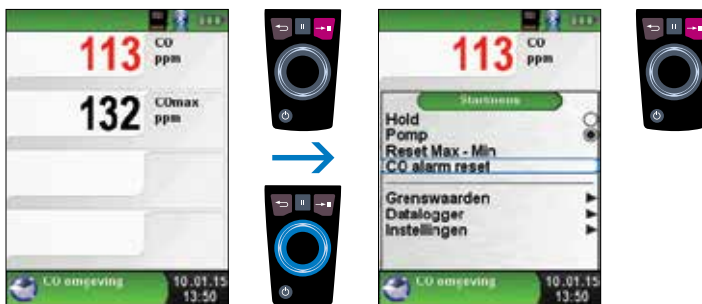 113 CO ppm
132 COmax ppm
CO omgeving 10.01.15 13:50
113 CO ppm
Startmenu
Hold
Pomp
Reset Max - Min
CO alarm reset
Grenswaarden
Datalogger
Instellingen
CO omgeving 10.01.15 13:50